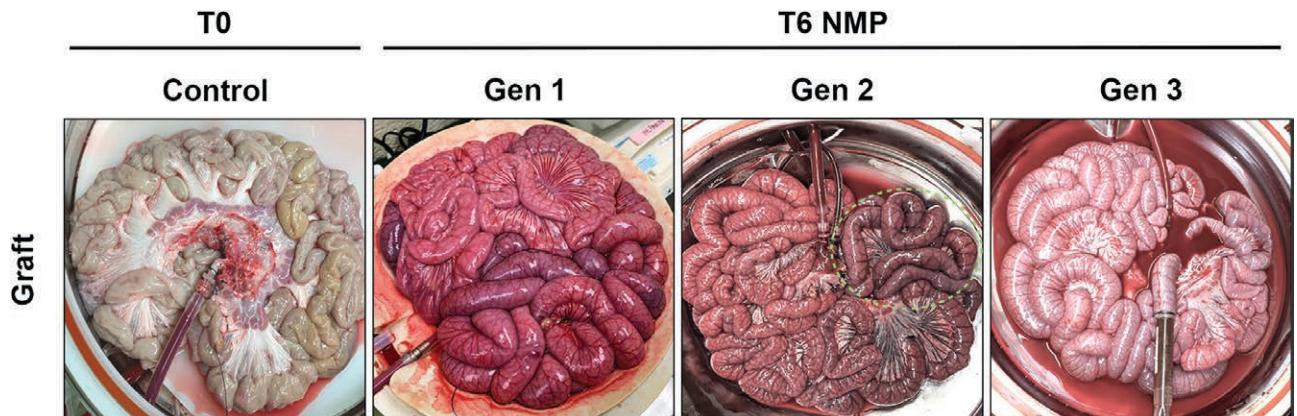 T0
T6 NMP
Control
Gen 1
Gen 2
Gen 3
Graft